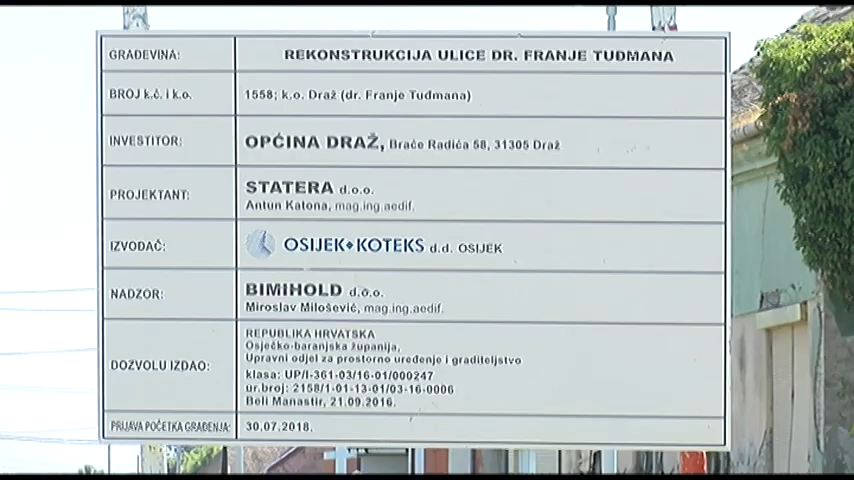 GRAĐEVINA: REKONSTRUKCIJA ULICE DR. FRANJE TUĐMANA
BROJ k.č. i k.o. 1558; k.o. Draž (dr. Franje Tuđmana)
INVESTITOR: OPĆINA DRAŽ, Braće Radića 58, 31305 Draž
PROJEKTANT: STATERA d.o.o.
Antun Katona, mag.ing.aedif.
IZVOĐAČ: OSIJEK-KOTEKS d.d. OSIJEK
NADZOR: BIMIHOLD d.o.o.
Miroslav Milošević, mag.ing.aedif.
DOZVOLU IZDAO: REPUBLIKA HRVATSKA
Osječko-baranjska županija,
Upravni odjel za prostorno uređenje i graditeljstvo
klasa: UP/I-361-03/16-01/000247
ur.broj: 2158/1-01-13-01/03-16-0006
Beli Manastir, 21.09.2016.
PRIJAVA POČETKA GRAĐENJA: 30.07.2018.